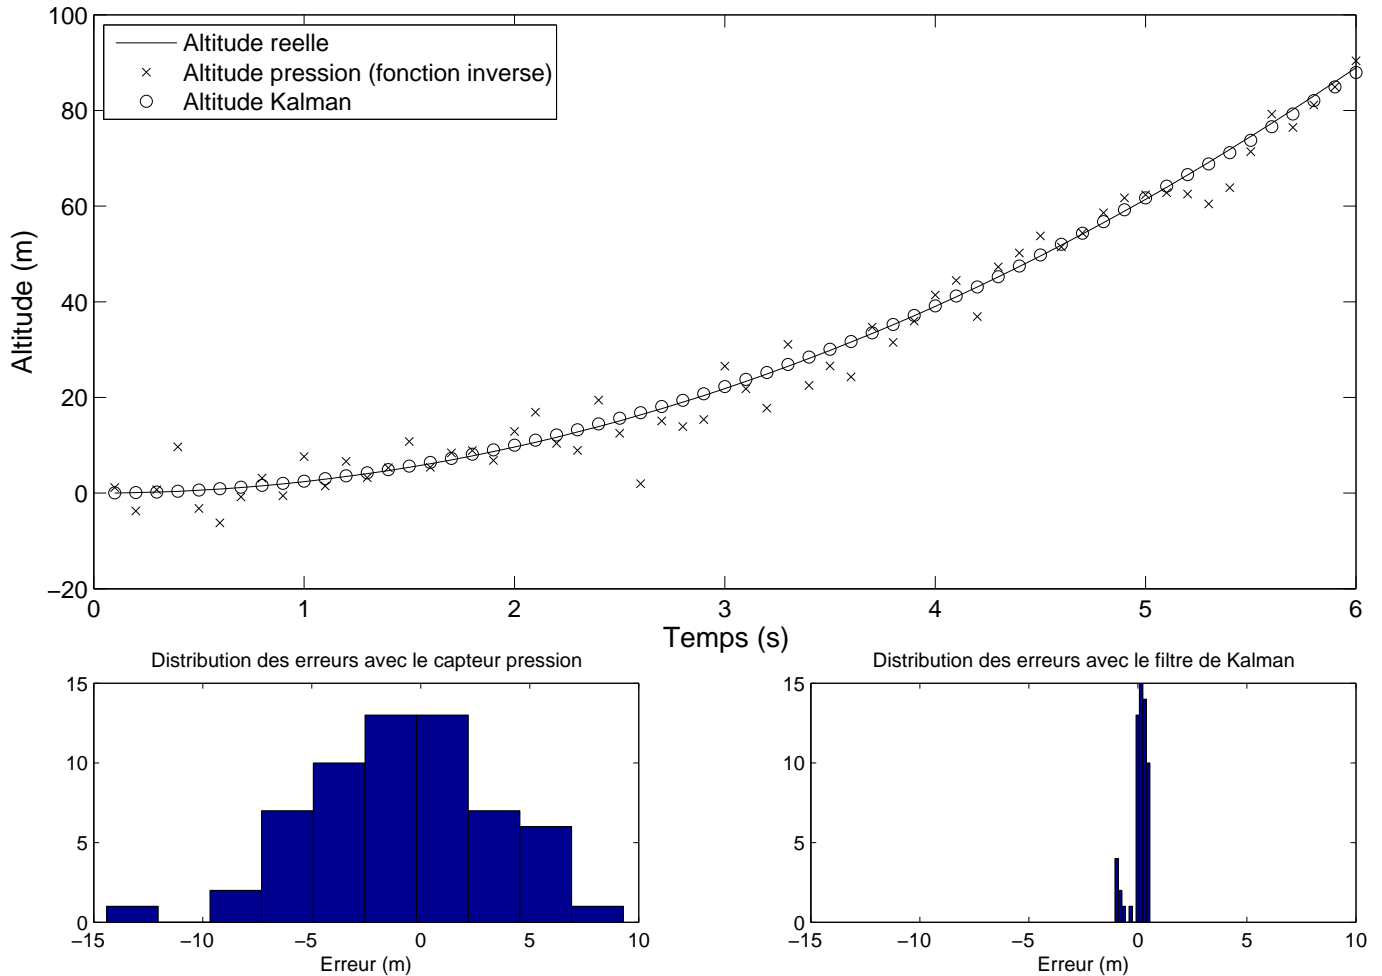 100
80
60
40
20
0
−20
Altitude (m)
Altitude reelle
Altitude pression (fonction inverse)
Altitude Kalman
0 1 2 3 4 5 6
Temps (s)
Distribution des erreurs avec le capteur pression
15
10
5
0
−15 −10 −5 0 5 10
Erreur (m)
Distribution des erreurs avec le filtre de Kalman
15
10
5
0
−15 −10 −5 0 5 10
Erreur (m)